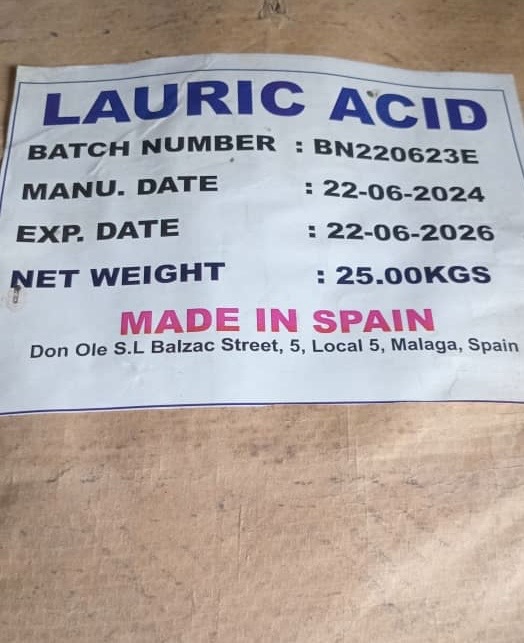 LAURIC ACID
BATCH NUMBER : BN220623E
MANU. DATE : 22-06-2024
EXP. DATE : 22-06-2026
NET WEIGHT : 25.00KGS
MADE IN SPAIN
Don Ole S.L Balzac Street, 5, Local 5, Malaga, Spain